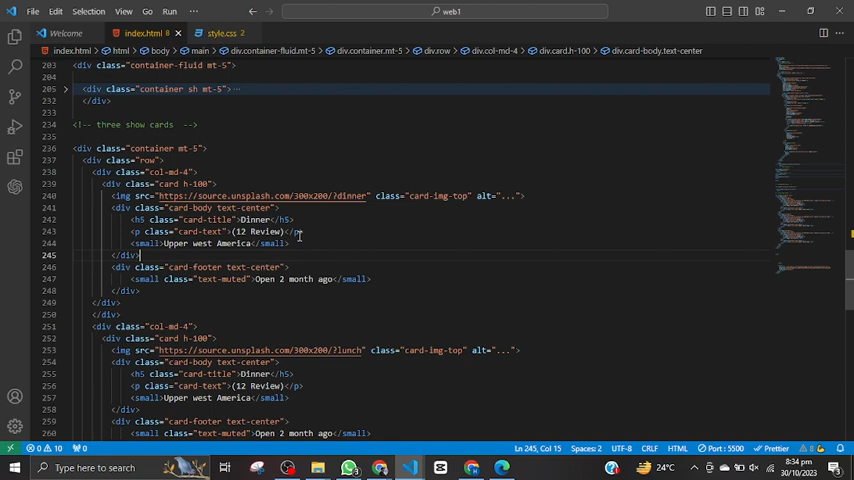 File Edit Selection View Go Run ··· web1
Welcome index.html 8 style.css 2
index.html > html > body > main > div.container-fluid.mt-5 > div.container.mt-5 > div.row > div.col-md-4 > div.card.h-100 > div.card-body.text-center
203 <div class="container-fluid mt-5">
204
205 <div class="container sh mt-5">···
232 </div>
233
234 <!-- three show cards -->
235
236 <div class="container mt-5">
237 <div class="row">
238 <div class="col-md-4">
239 <div class="card h-100">
240 <img src="https://source.unsplash.com/300x200/?dinner" class="card-img-top" alt="...">
241 <div class="card-body text-center">
242 <h5 class="card-title">Dinner</h5>
243 <p class="card-text">(12 Review)</p>
244 <small>Upper west America</small>
245 </div>
246 <div class="card-footer text-center">
247 <small class="text-muted">Open 2 month ago</small>
248 </div>
249 </div>
250 </div>
251 <div class="col-md-4">
252 <div class="card h-100">
253 <img src="https://source.unsplash.com/300x200/?lunch" class="card-img-top" alt="...">
254 <div class="card-body text-center">
255 <h5 class="card-title">Dinner</h5>
256 <p class="card-text">(12 Review)</p>
257 <small>Upper west America</small>
258 </div>
259 <div class="card-footer text-center">
260 <small class="text-muted">Open 2 month ago</small>
0 10 0 Ln 245, Col 15 Spaces: 2 UTF-8 CRLF HTML Port : 5500 Prettier
Type here to search 24°C 8:34 pm
30/10/2023